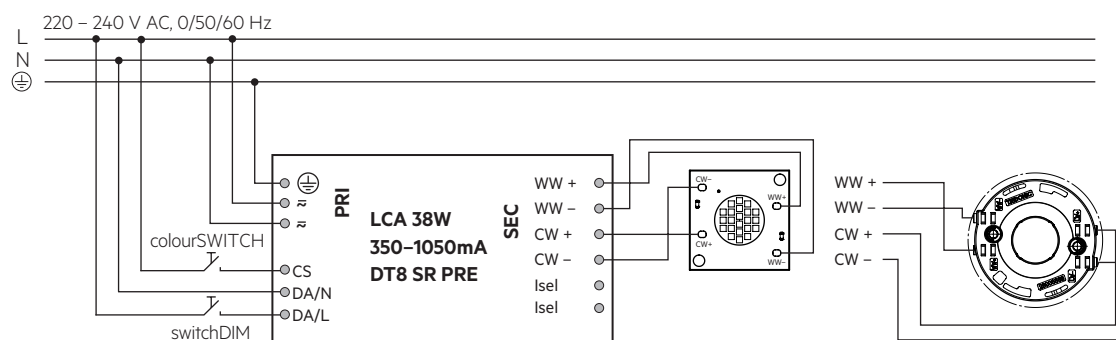 220 – 240 V AC, 0/50/60 Hz
L
N
PRI
LCA 38W
350–1050mA
DT8 SR PRE
SEC
colourSWITCH
CS
DA/N
DA/L
switchDIM
WW +
WW –
CW +
CW –
Isel
Isel
CW–
WW+
CW+
WW–
WW +
WW –
CW +
CW –